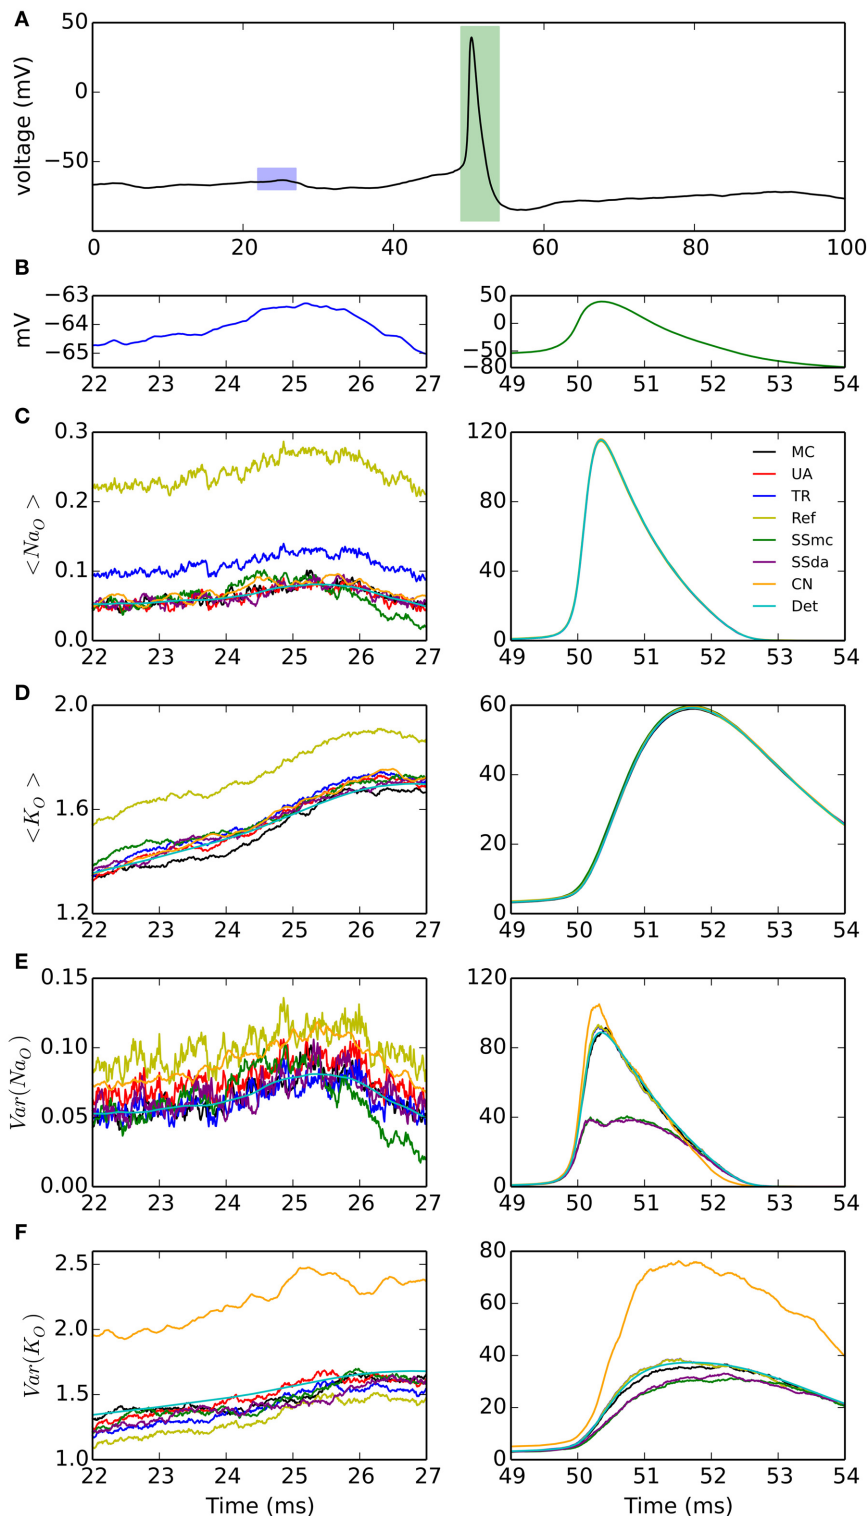 A
voltage (mV)
50
0
−50
0 20 40 60 80 100
B
mV
−63
−64
−65
22 23 24 25 26 27
50
0
−50
−80
49 50 51 52 53 54
C
<Na_O>
0.3
0.2
0.1
0.0
22 23 24 25 26 27
120
80
40
0
49 50 51 52 53 54
MC
UA
TR
Ref
SSmc
SSda
CN
Det
D
<K_O>
2.0
1.6
1.2
22 23 24 25 26 27
60
40
20
0
49 50 51 52 53 54
E
Var(Na_O)
0.15
0.10
0.05
0.00
22 23 24 25 26 27
120
80
40
0
49 50 51 52 53 54
F
Var(K_O)
2.5
2.0
1.5
1.0
22 23 24 25 26 27
Time (ms)
80
60
40
20
0
49 50 51 52 53 54
Time (ms)